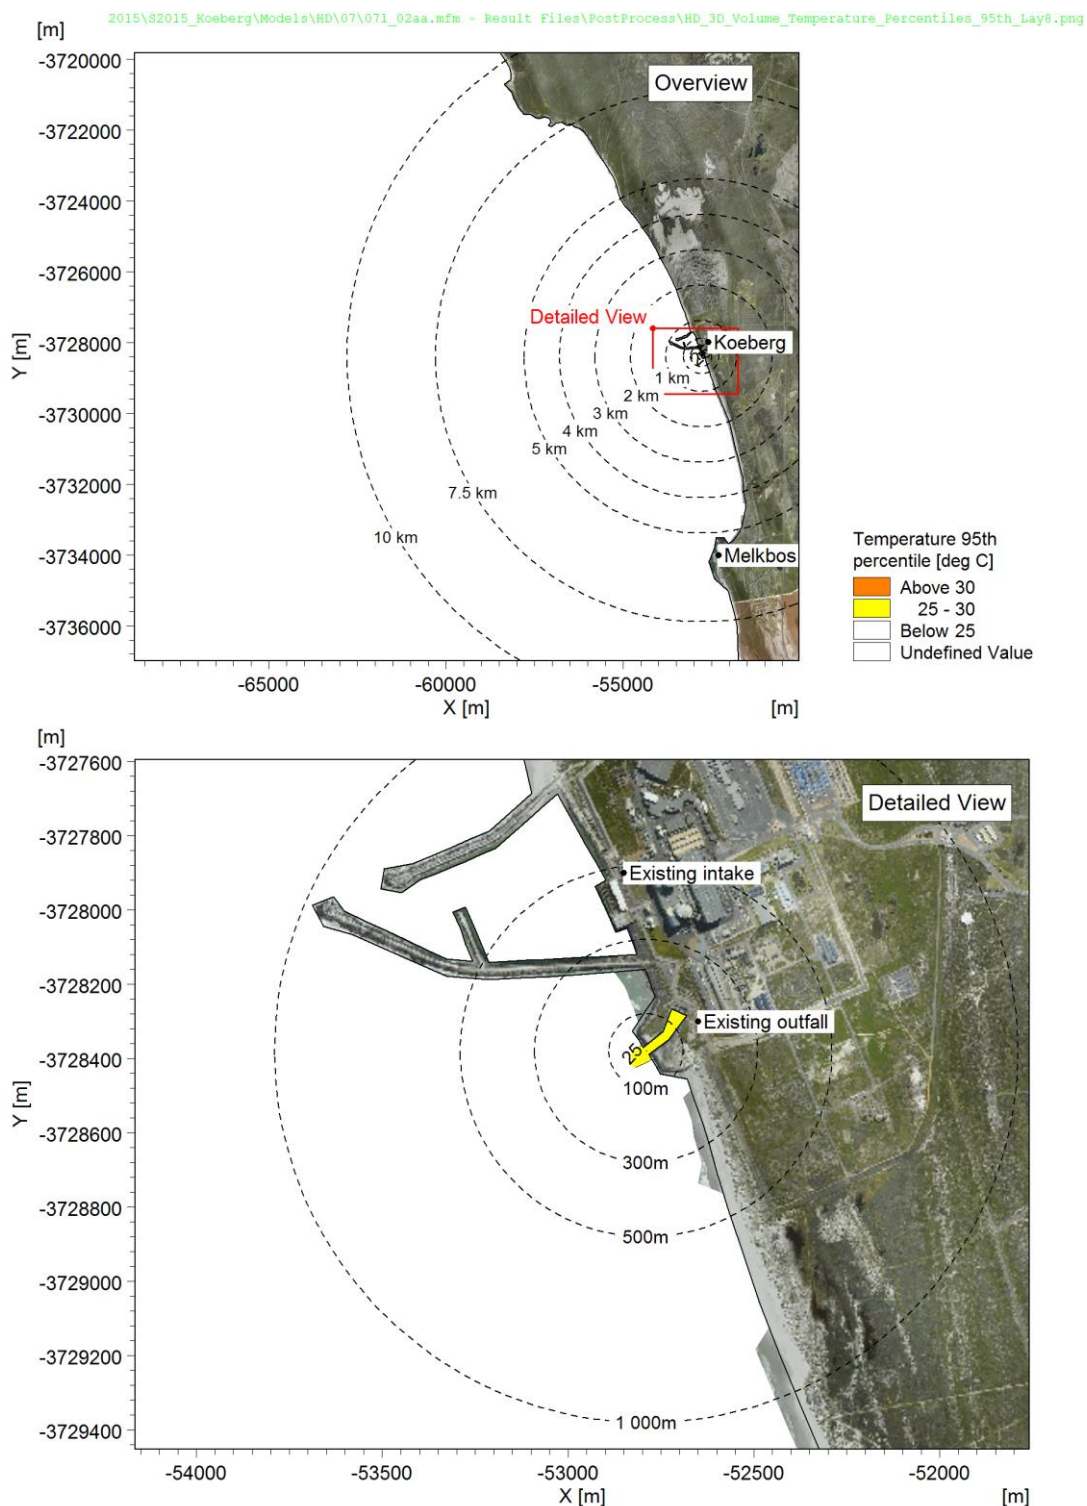 2015\S2015_Koeberg\Models\HD\07\071_02aa.mfm - Result Files\PostProcess\HD_3D_Volume_Temperature_Percentiles_95th_Lay8.png
[m]
-3720000
-3722000
-3724000
-3726000
-3728000
-3730000
-3732000
-3734000
-3736000
Y [m]
Overview
Detailed View
Koeberg
1 km
2 km
3 km
4 km
5 km
7.5 km
10 km
Melkbos
-65000
-60000
-55000
X [m]
[m]
Temperature 95th
percentile [deg C]
Above 30
25 - 30
Below 25
Undefined Value
[m]
-3727600
-3727800
-3728000
-3728200
-3728400
-3728600
-3728800
-3729000
-3729200
-3729400
Y [m]
Detailed View
Existing intake
Existing outfall
25
100m
300m
500m
1 000m
-54000
-53500
-53000
-52500
-52000
X [m]
[m]